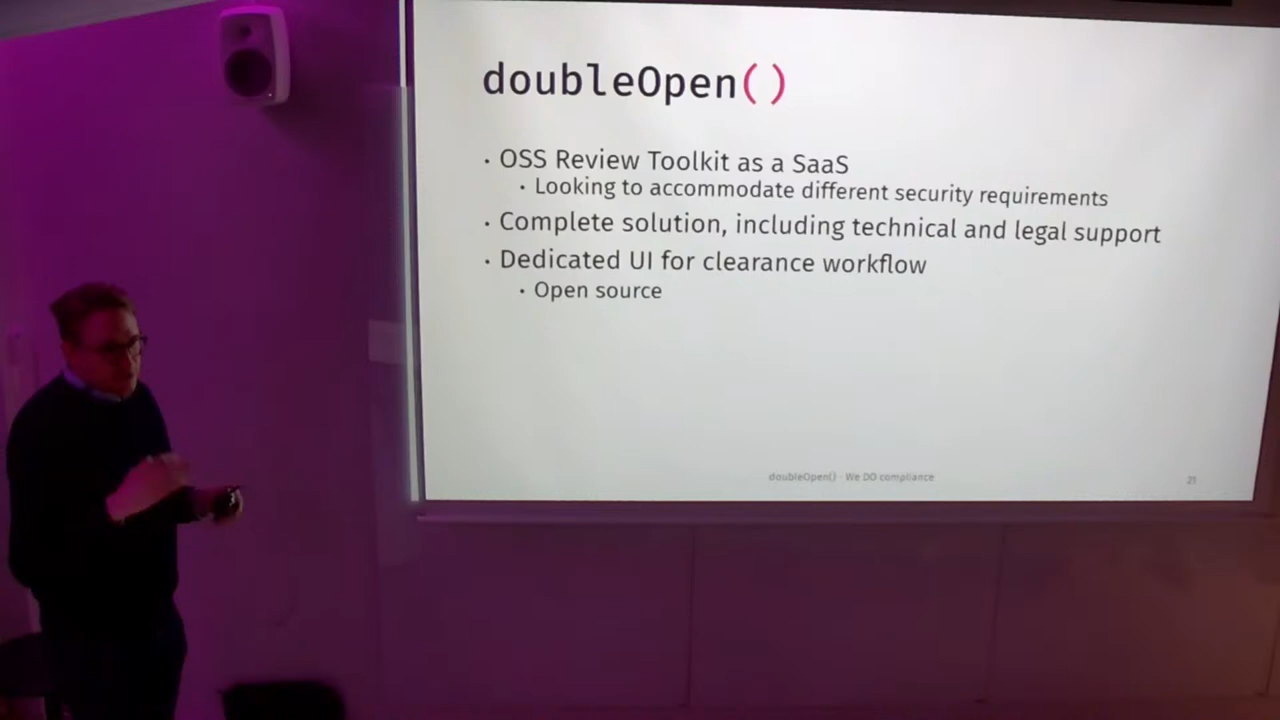 doubleOpen()
· OSS Review Toolkit as a SaaS
· Looking to accommodate different security requirements
· Complete solution, including technical and legal support
· Dedicated UI for clearance workflow
· Open source
doubleOpen() · We DO compliance
21